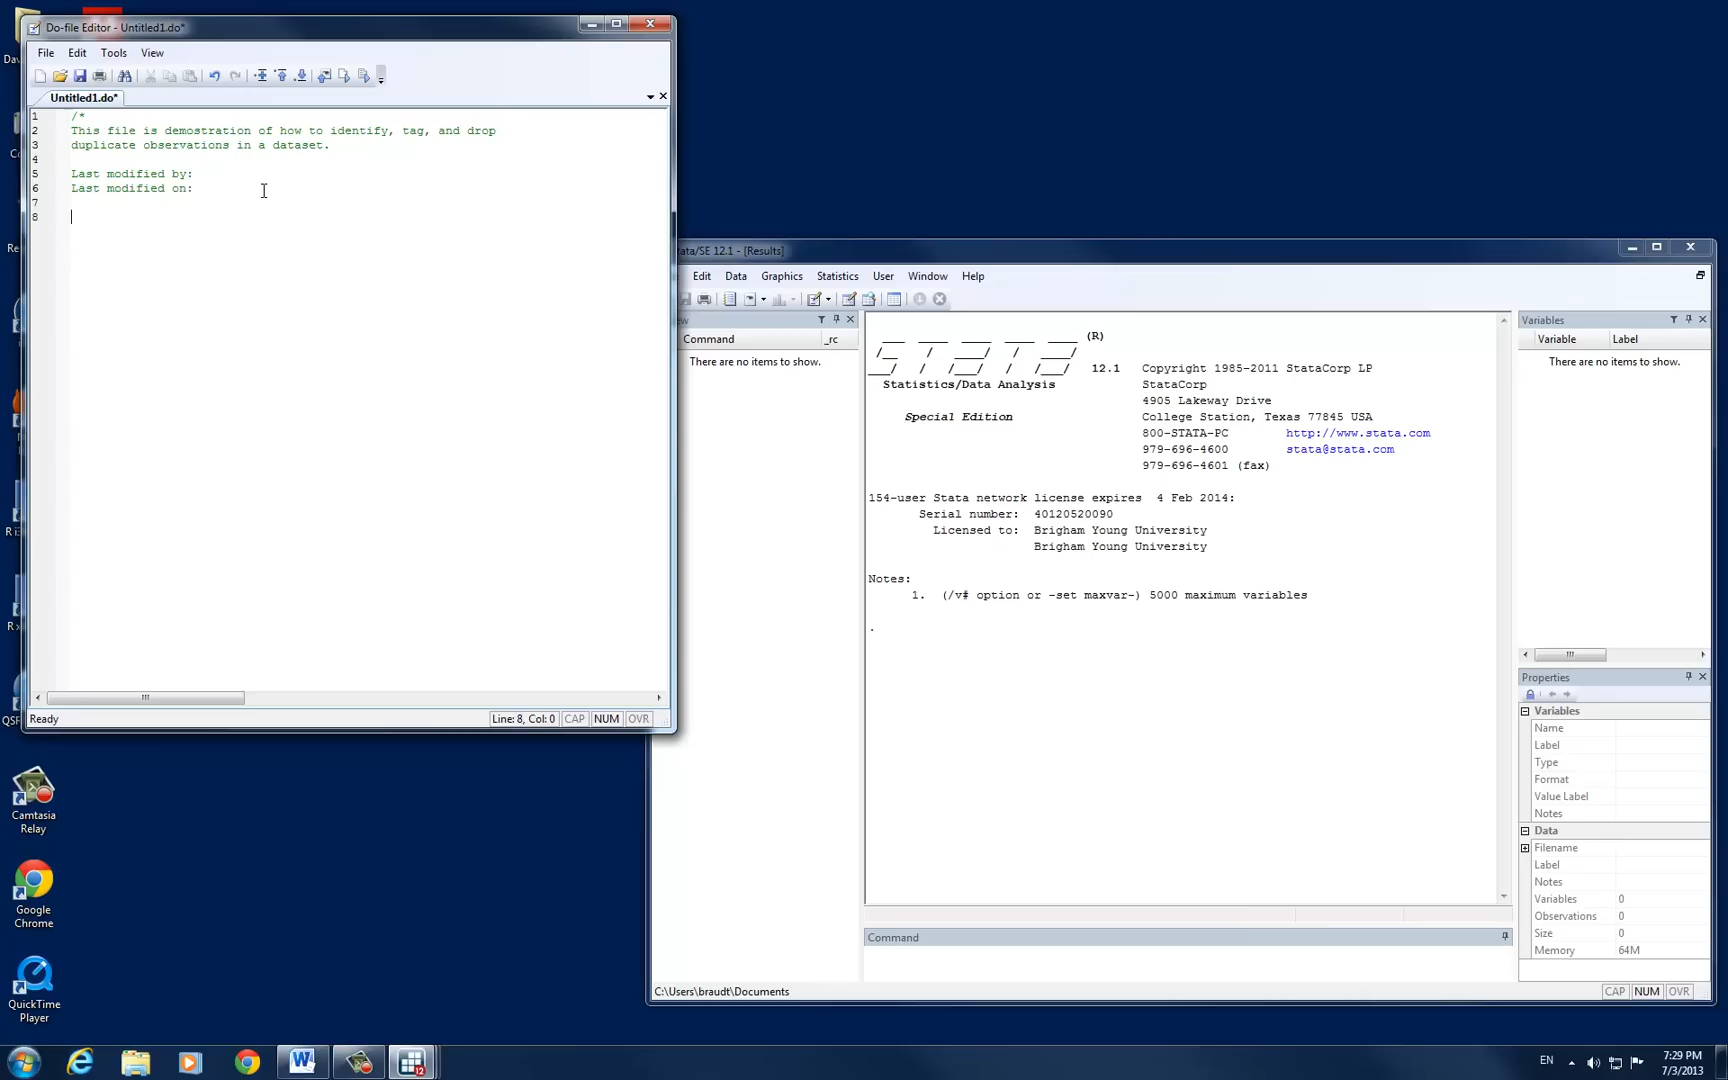 Do-file Editor - Untitled1.do*
File Edit Tools View
Untitled1.do*
1 /*
2 This file is demostration of how to identify, tag, and drop
3 duplicate observations in a dataset.
4
5 Last modified by:
6 Last modified on:
7
8
Ready
Line: 8, Col: 0 CAP NUM OVR
/SE 12.1 - [Results]
Edit Data Graphics Statistics User Window Help
Command _rc
There are no items to show.
(R)
12.1 Copyright 1985-2011 StataCorp LP
Statistics/Data Analysis StataCorp
4905 Lakeway Drive
Special Edition College Station, Texas 77845 USA
800-STATA-PC http://www.stata.com
979-696-4600 stata@stata.com
979-696-4601 (fax)
154-user Stata network license expires 4 Feb 2014:
Serial number: 40120520090
Licensed to: Brigham Young University
Brigham Young University
Notes:
1. (/v# option or -set maxvar-) 5000 maximum variables
.
Command
Variables
Variable Label
There are no items to show.
Properties
Variables
Name
Label
Type
Format
Value Label
Notes
Data
Filename
Label
Notes
Variables 0
Observations 0
Size 0
Memory 64M
C:\Users\braudt\Documents
CAP NUM OVR
Camtasia
Relay
Google
Chrome
QuickTime
Player
12
EN
7:29 PM
7/3/2013